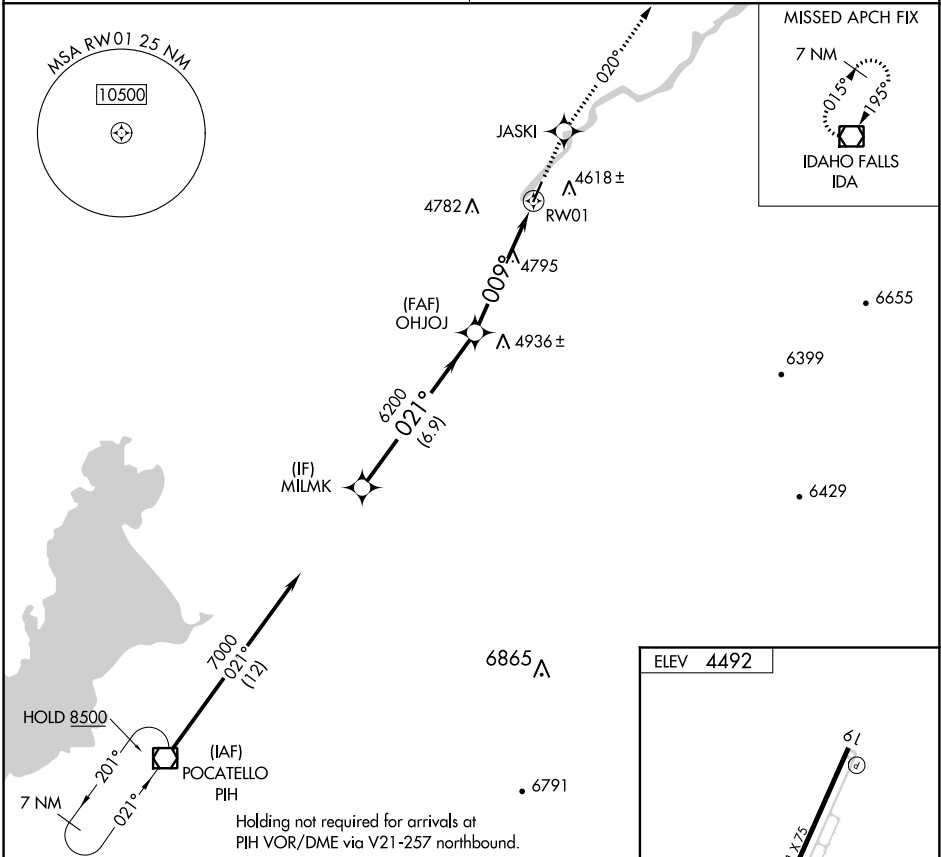 MSA RW01 25 NM
10500
MISSED APCH FIX
7 NM
015°
195°
IDAHO FALLS
IDA
020°
JASKI
4618±
4782
RW01
009°
4795
(FAF)
OHJOJ
4936±
6655
6399
6200
021°
(6.9)
(IF)
MILMK
6429
7000
021°
(12)
6865
HOLD 8500
201°
021°
7 NM
(IAF)
POCATELLO
PIH
6791
Holding not required for arrivals at
PIH VOR/DME via V21-257 northbound.
ELEV 4492
19
P
X 75